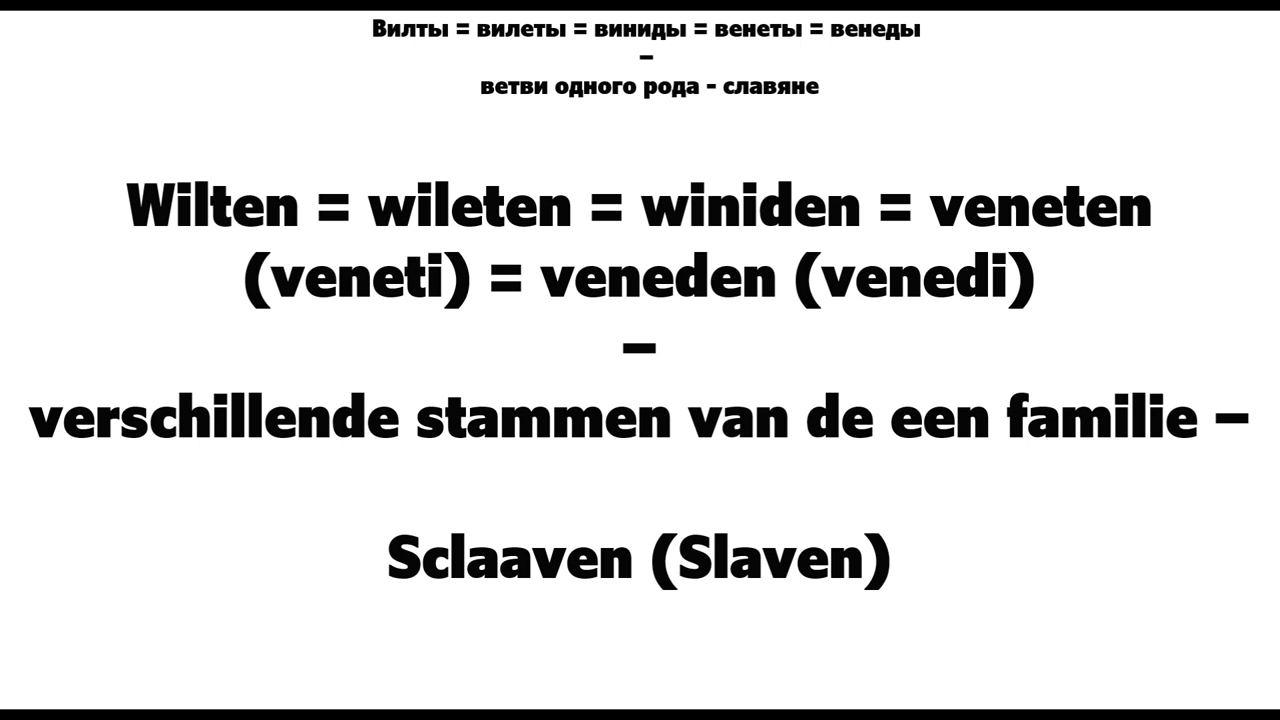 Вилты = вилеты = виниды = венеты = венеды
–
ветви одного рода - славяне
Wilten = wileten = winiden = veneten
(veneti) = veneden (venedi)
–
verschillende stammen van de een familie –
Sclaaven (Slaven)